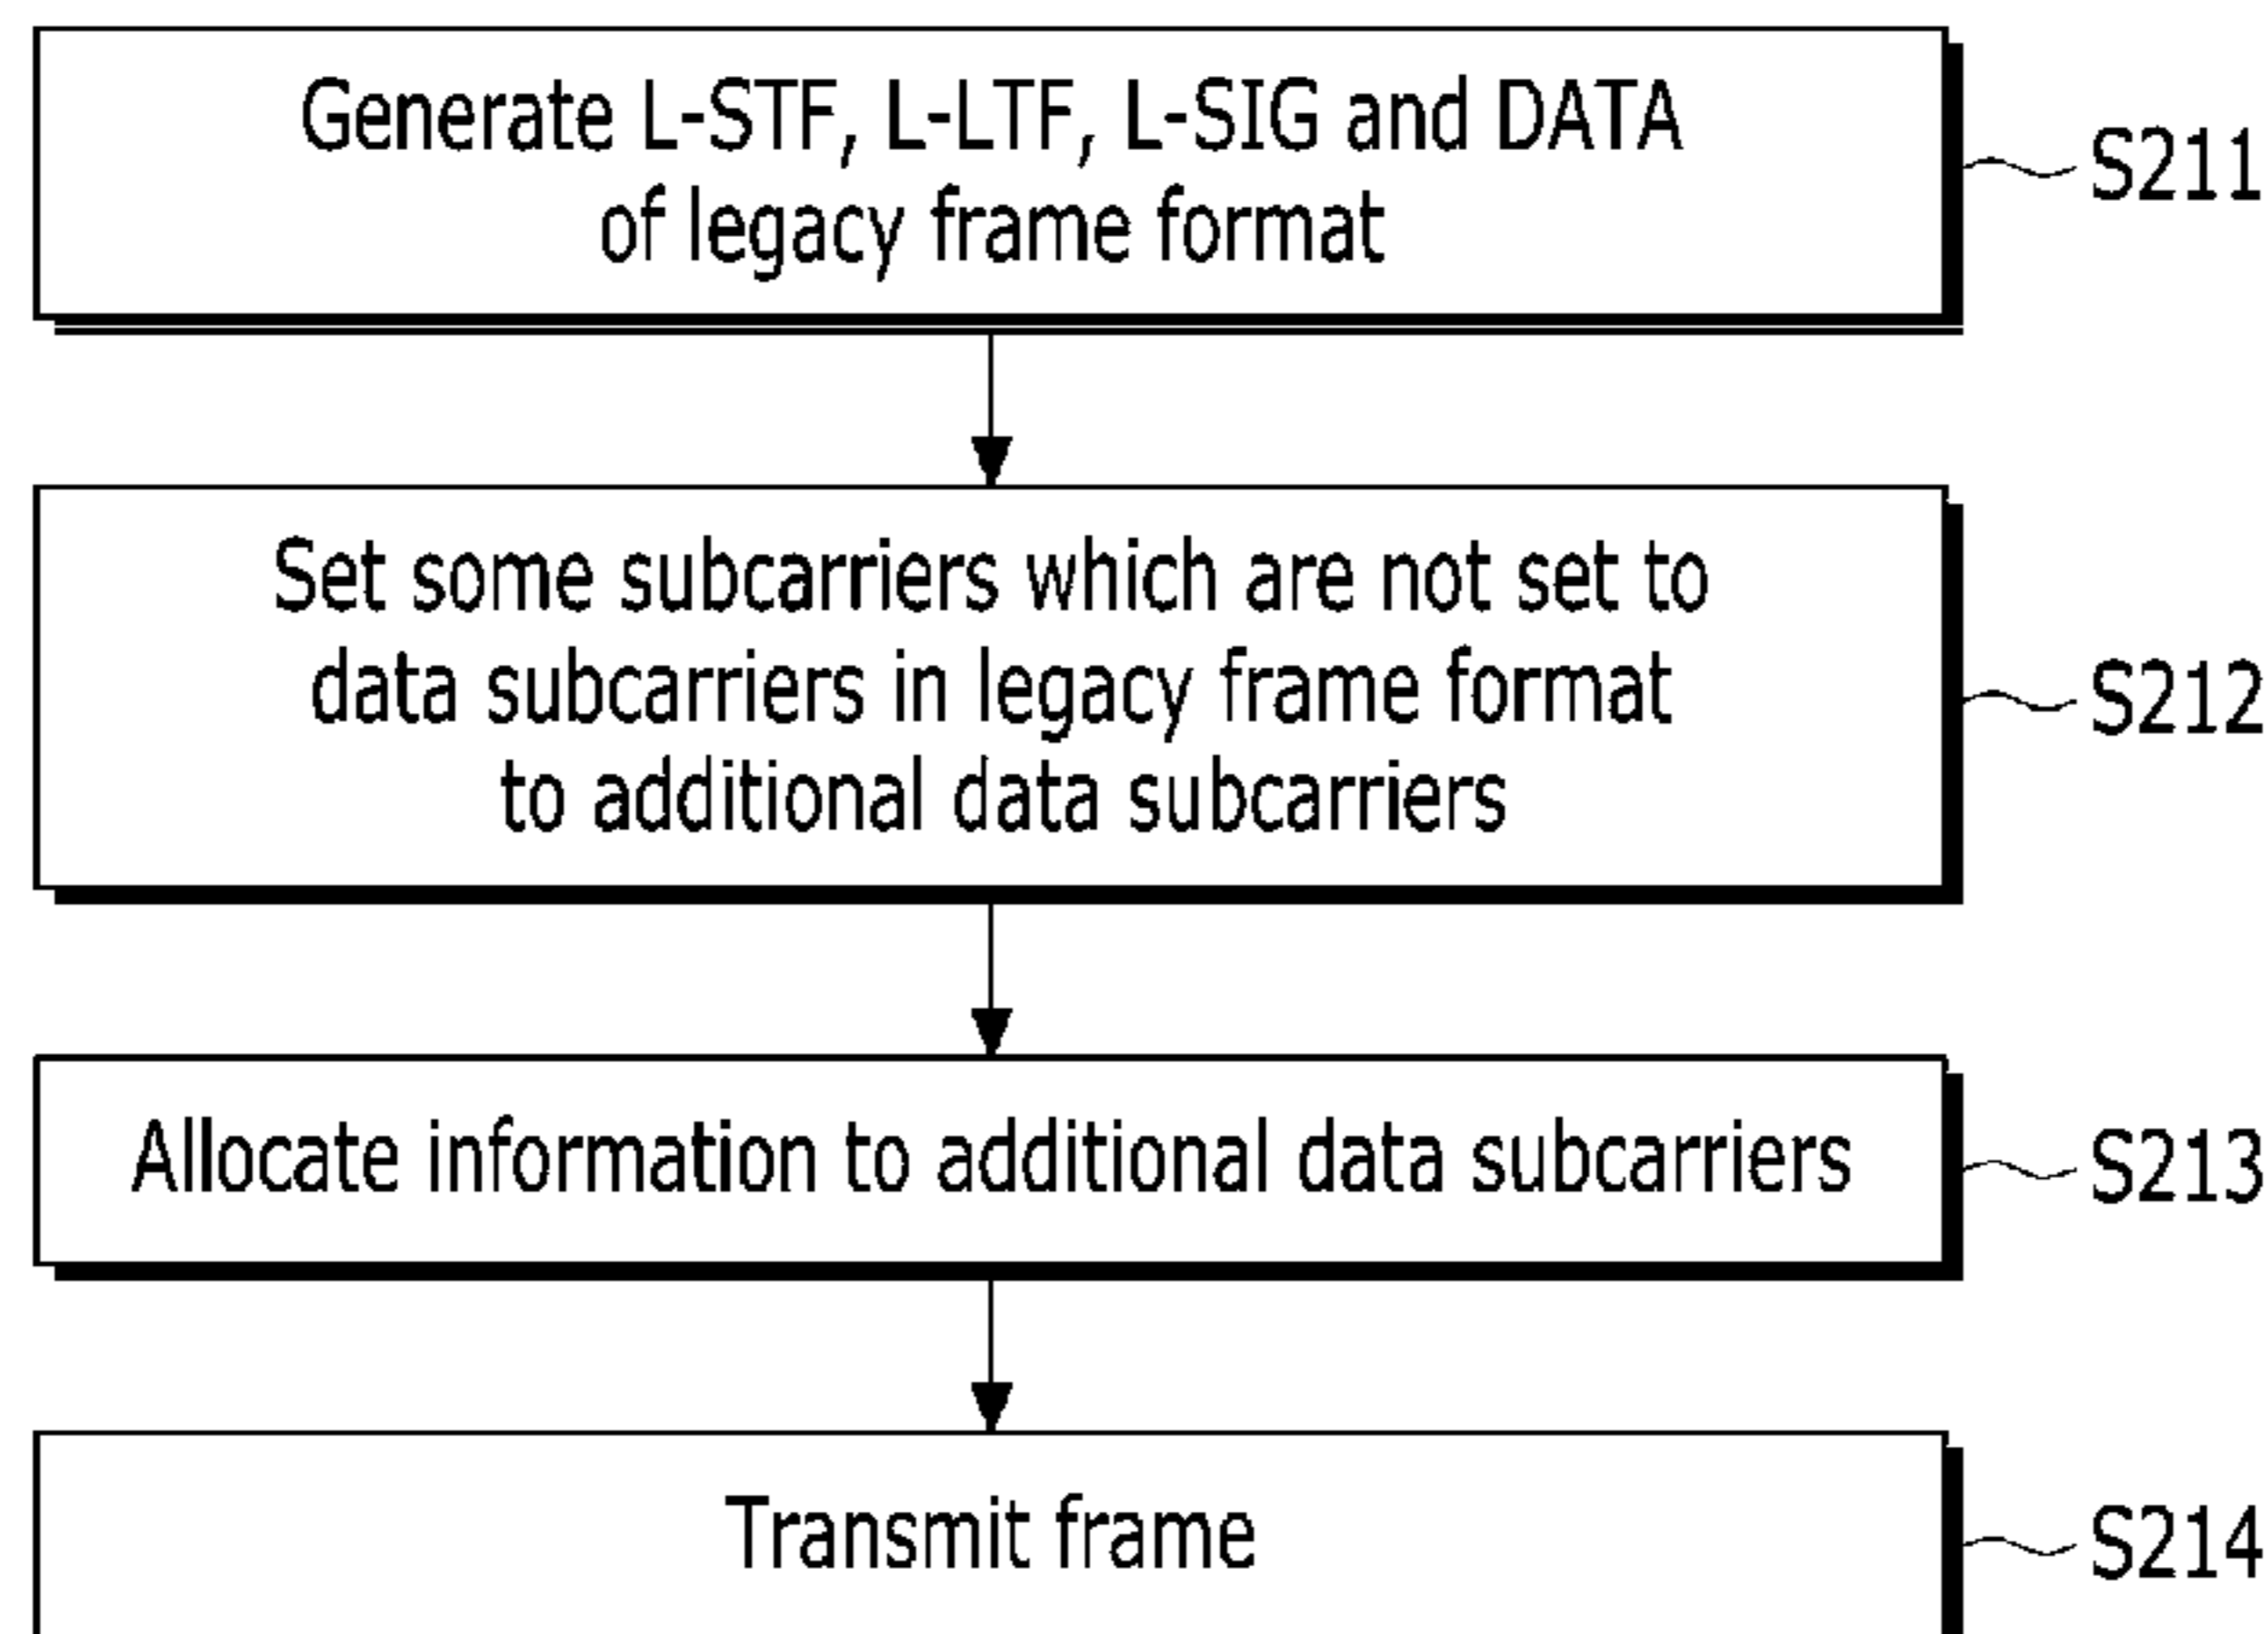 Generate L-STF, L-LTF, L-SIG and DATA
of legacy frame format
S211
Set some subcarriers which are not set to
data subcarriers in legacy frame format
to additional data subcarriers
S212
Allocate information to additional data subcarriers
S213
Transmit frame
S214